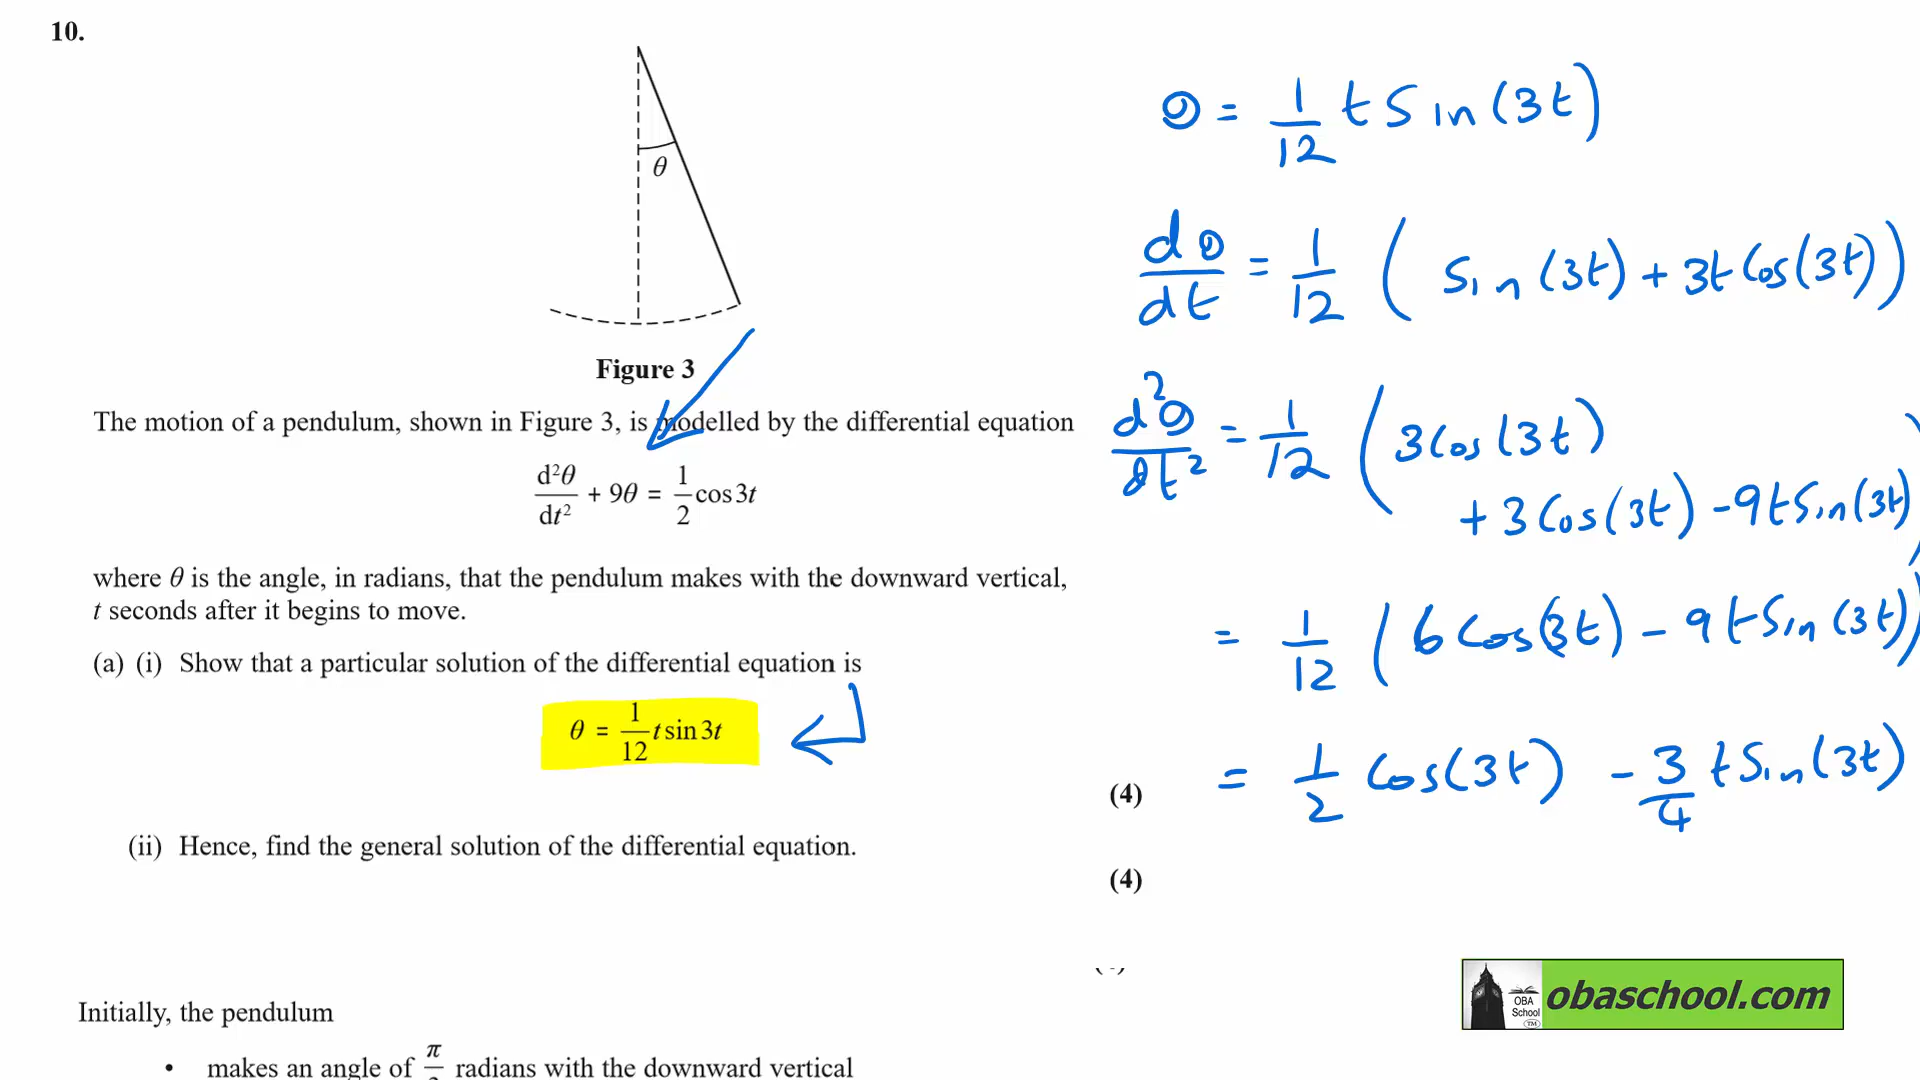 10.
θ
Figure 3
The motion of a pendulum, shown in Figure 3, is modelled by the differential equation
d²θ/dt² + 9θ = 1/2 cos3t
where θ is the angle, in radians, that the pendulum makes with the downward vertical,
t seconds after it begins to move.
(a) (i) Show that a particular solution of the differential equation is
θ = 1/12 t sin3t
(4)
(ii) Hence, find the general solution of the differential equation.
(4)
Initially, the pendulum
• makes an angle of π/ radians with the downward vertical
θ = 1/12 t Sin(3t)
dθ/dt = 1/12 ( Sin(3t) + 3t Cos(3t))
d²θ/dt² = 1/12 ( 3Cos(3t)
+ 3 Cos(3t) - 9t Sin(3t) )
= 1/12 ( 6 Cos(3t) - 9 t Sin(3t))
= 1/2 Cos(3t) - 3/4 t Sin(3t)
OBA
School
TM
obaschool.com